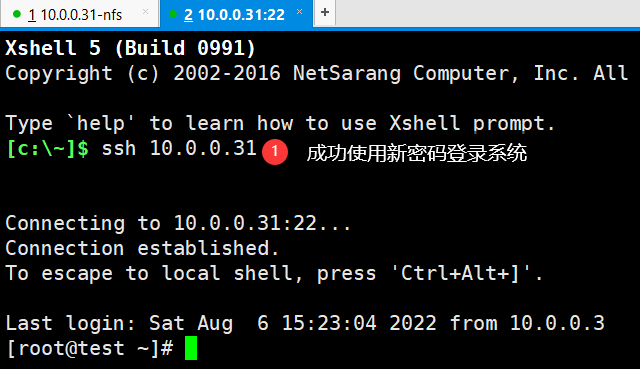 1 10.0.0.31-nfs × 2 10.0.0.31:22 × +
Xshell 5 (Build 0991)
Copyright (c) 2002-2016 NetSarang Computer, Inc. All
Type `help' to learn how to use Xshell prompt.
[c:\~]$ ssh 10.0.0.31 1 成功使用新密码登录系统
Connecting to 10.0.0.31:22...
Connection established.
To escape to local shell, press 'Ctrl+Alt+]'.
Last login: Sat Aug  6 15:23:04 2022 from 10.0.0.3
[root@test ~]#